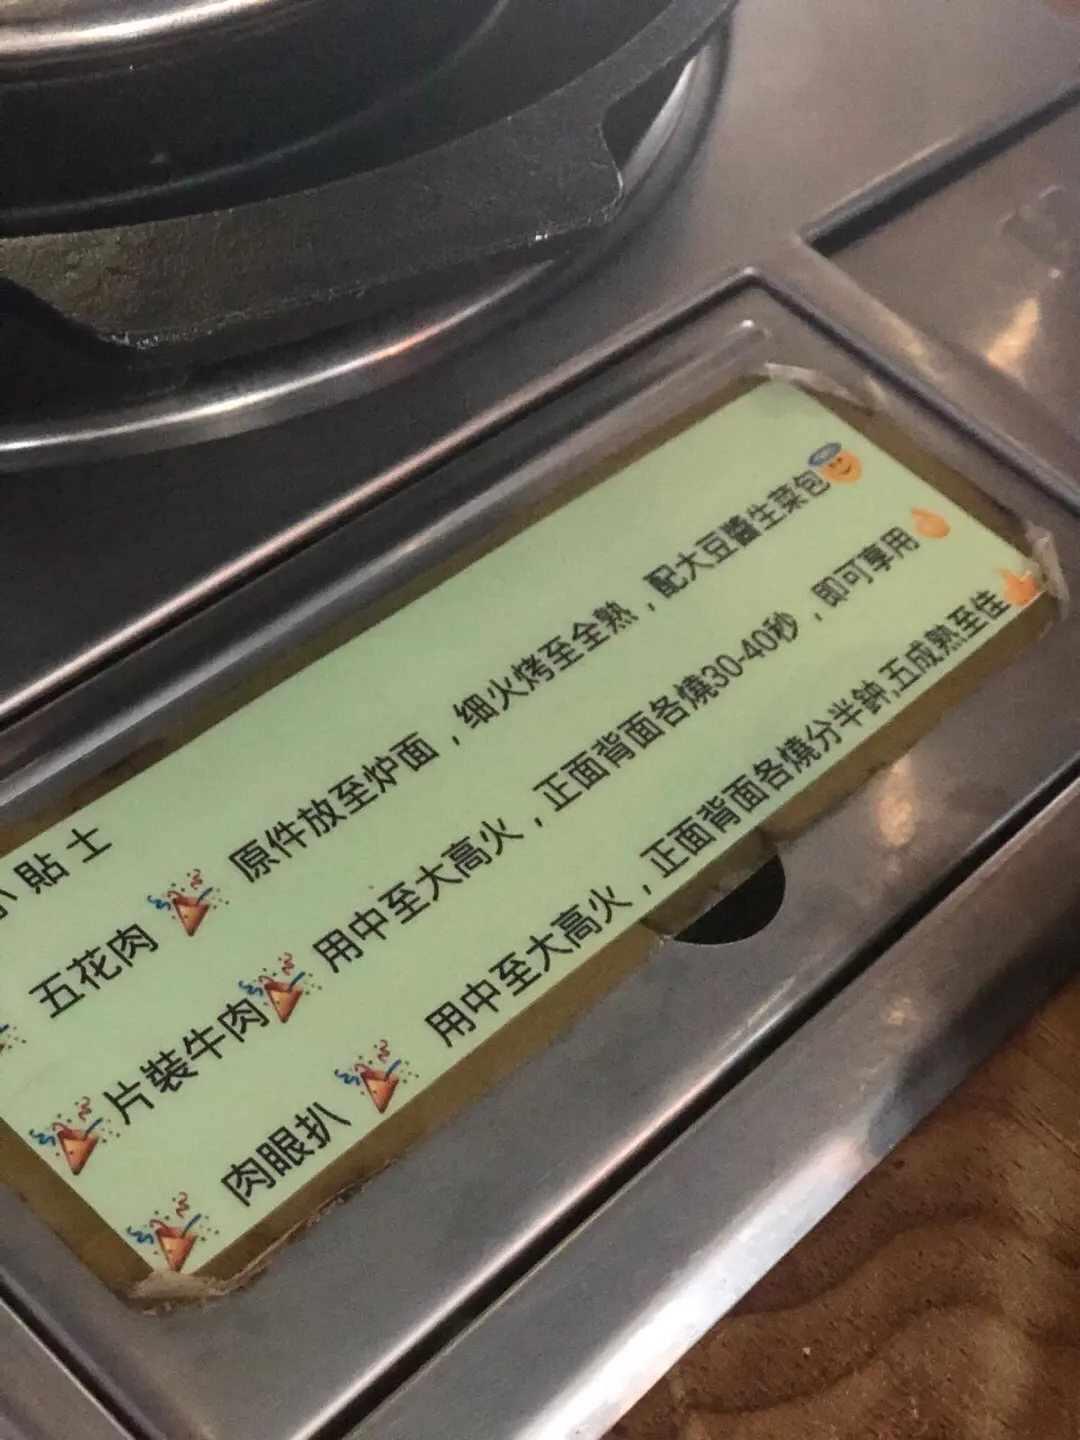 小貼士
🎉 五花肉 🎉 原件放至炉面，细火烤至全熟，配大豆醬生菜包😇
🎉片裝牛肉🎉用中至大高火，正面背面各燒30-40秒，即可享用👌
🎉 肉眼扒 🎉 用中至大高火，正面背面各燒分半鈡,五成熟至佳👍